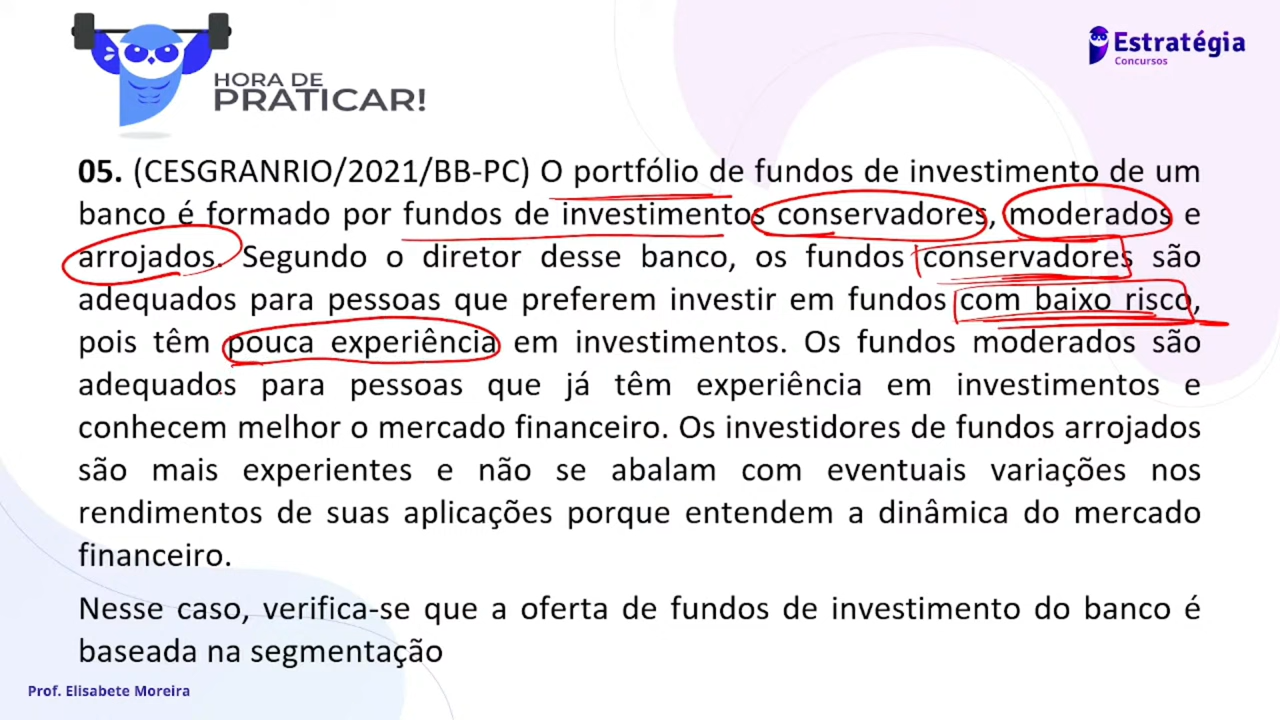 HORA DE
PRATICAR!
Estratégia
Concursos
05. (CESGRANRIO/2021/BB-PC) O portfólio de fundos de investimento de um
banco é formado por fundos de investimentos conservadores, moderados e
arrojados. Segundo o diretor desse banco, os fundos conservadores são
adequados para pessoas que preferem investir em fundos com baixo risco,
pois têm pouca experiência em investimentos. Os fundos moderados são
adequados para pessoas que já têm experiência em investimentos e
conhecem melhor o mercado financeiro. Os investidores de fundos arrojados
são mais experientes e não se abalam com eventuais variações nos
rendimentos de suas aplicações porque entendem a dinâmica do mercado
financeiro.
Nesse caso, verifica-se que a oferta de fundos de investimento do banco é
baseada na segmentação
Prof. Elisabete Moreira